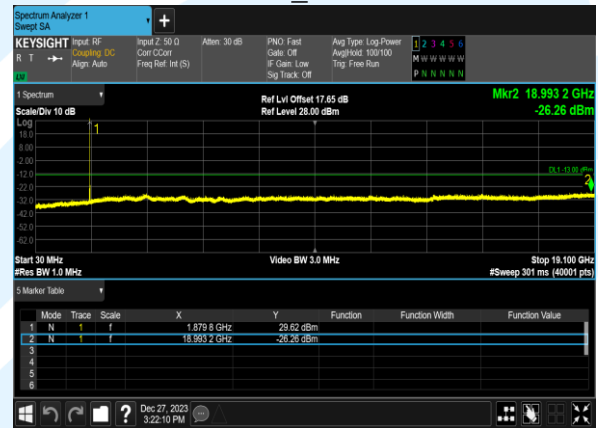 Spectrum Analyzer 1
Swept SA
+
KEYSIGHT Input: RF Input Z: 50 Ω Atten: 30 dB PNO: Fast Avg Type: Log-Power 1 2 3 4 5 6
R T Coupling: DC Corr CCorr Gate: Off Avg|Hold: 100/100 M W W W W W
Align: Auto Freq Ref: Int (S) IF Gain: Low Trig: Free Run P N N N N N
Sig Track: Off
LVI
1 Spectrum Ref Lvl Offset 17.65 dB Mkr2 18.993 2 GHz
Scale/Div 10 dB Ref Level 28.00 dBm -26.26 dBm
Log
1
18.0
8.00
-2.00
-12.0 DL1 -13.00 dBm
2
-22.0
-32.0
-42.0
-52.0
-62.0
Start 30 MHz Video BW 3.0 MHz Stop 19.100 GHz
#Res BW 1.0 MHz #Sweep 301 ms (40001 pts)
5 Marker Table
Mode Trace Scale X Y Function Function Width Function Value
1 N 1 f 1.879 8 GHz 29.62 dBm
2 N 1 f 18.993 2 GHz -26.26 dBm
3
4
5
6
? Dec 27, 2023
3:22:10 PM